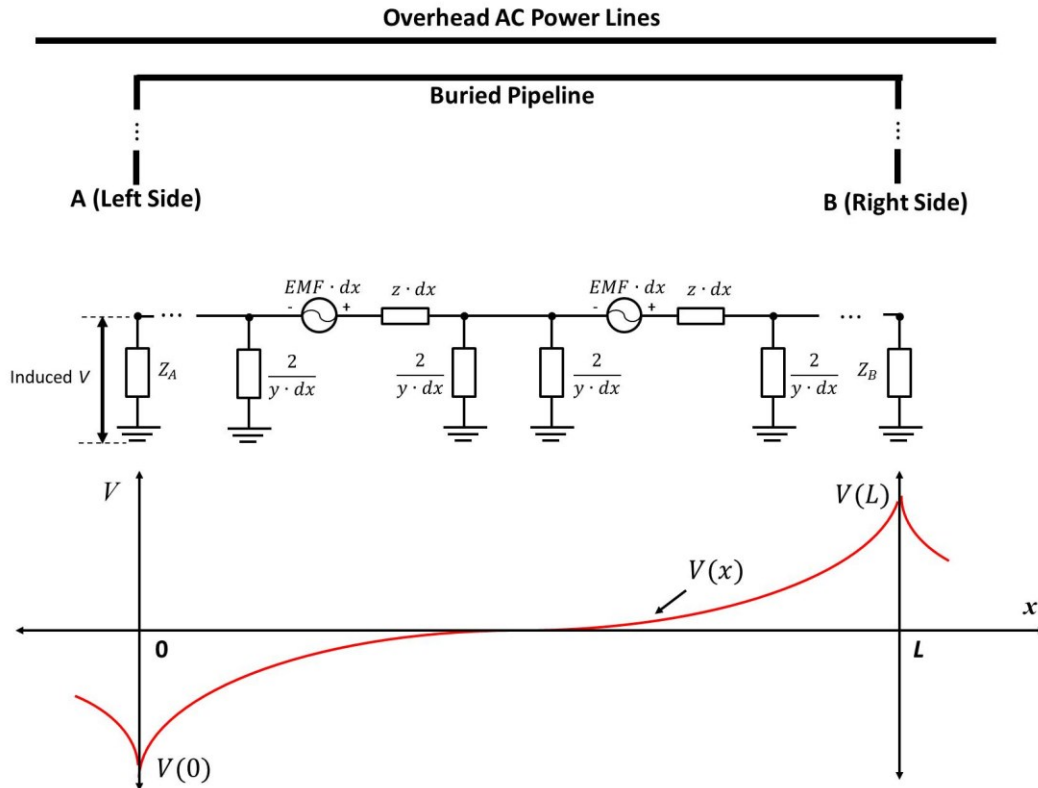 Overhead AC Power Lines
Buried Pipeline
⋮ ⋮
A (Left Side) B (Right Side)
EMF · dx z · dx EMF · dx z · dx
- + - +
··· ···
Induced V Z_A 2/(y · dx) 2/(y · dx) 2/(y · dx) Z_B 2/(y · dx)
V V(L)
V(x)
x
0 L
V(0)